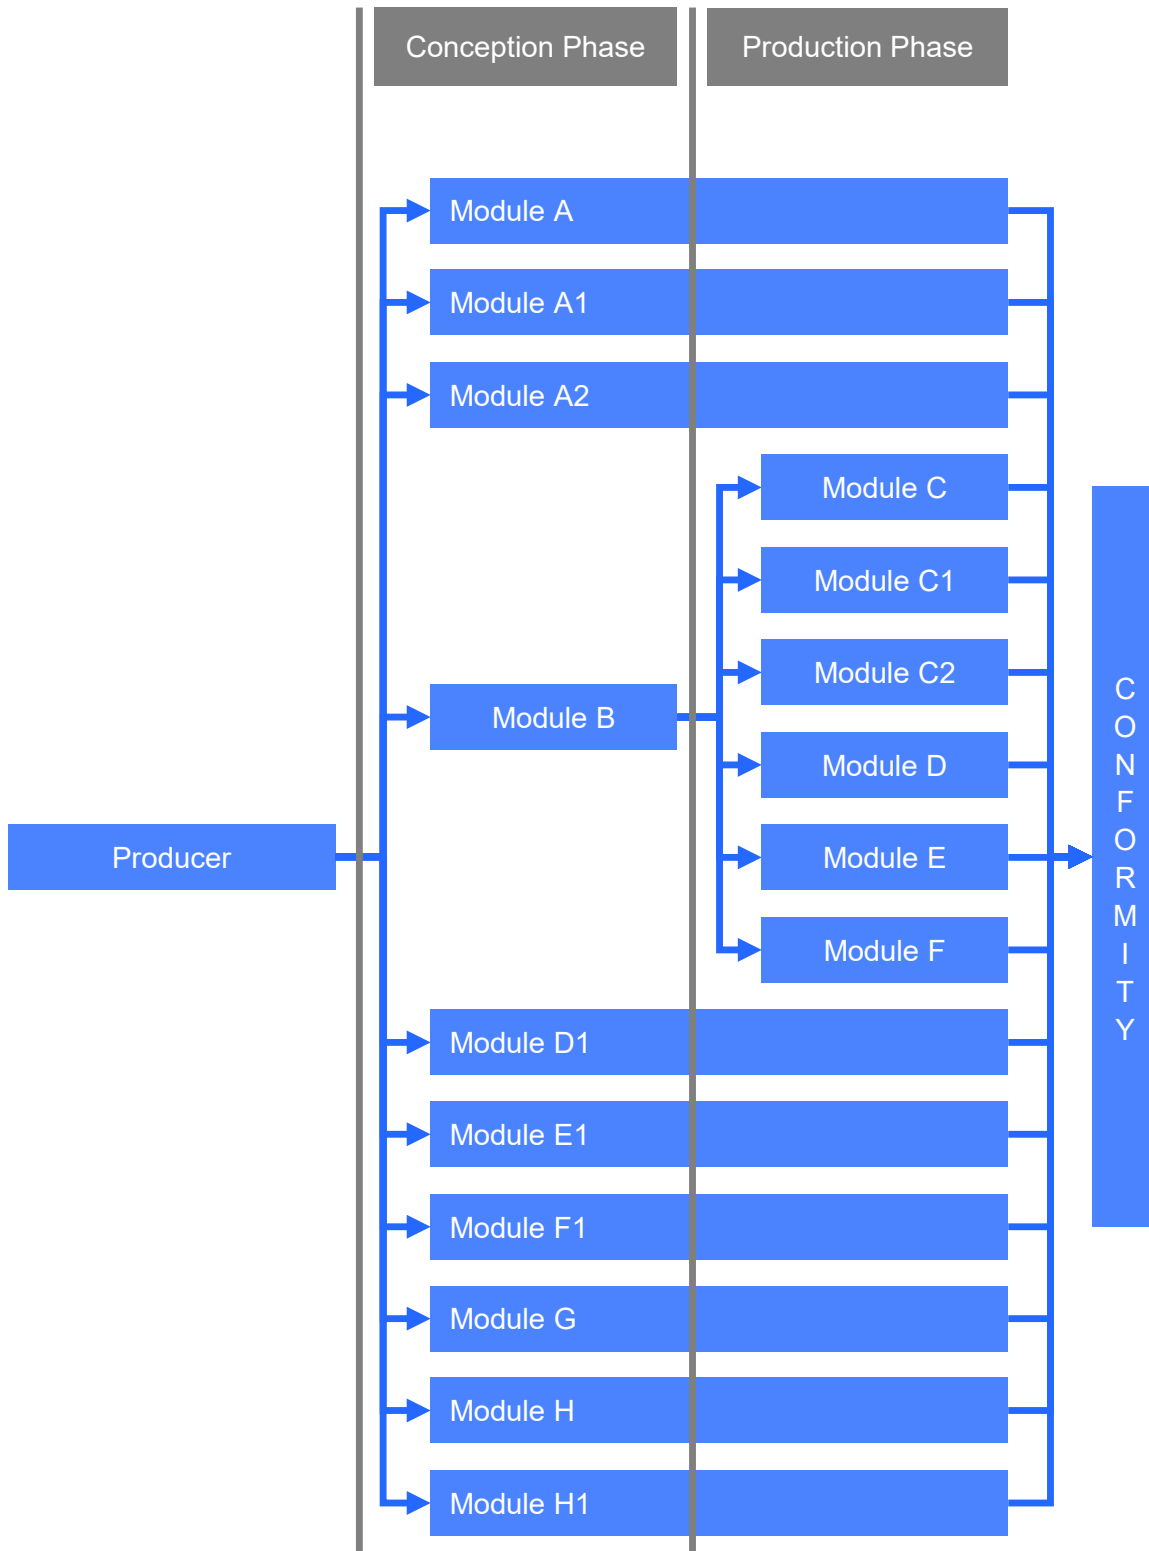 Conception Phase
Production Phase
Module A
Module A1
Module A2
Module C
Module C1
Module C2
Module B
Module D
Producer
Module E
Module F
Module D1
Module E1
Module F1
Module G
Module H
Module H1
C
O
N
F
O
R
M
I
T
Y